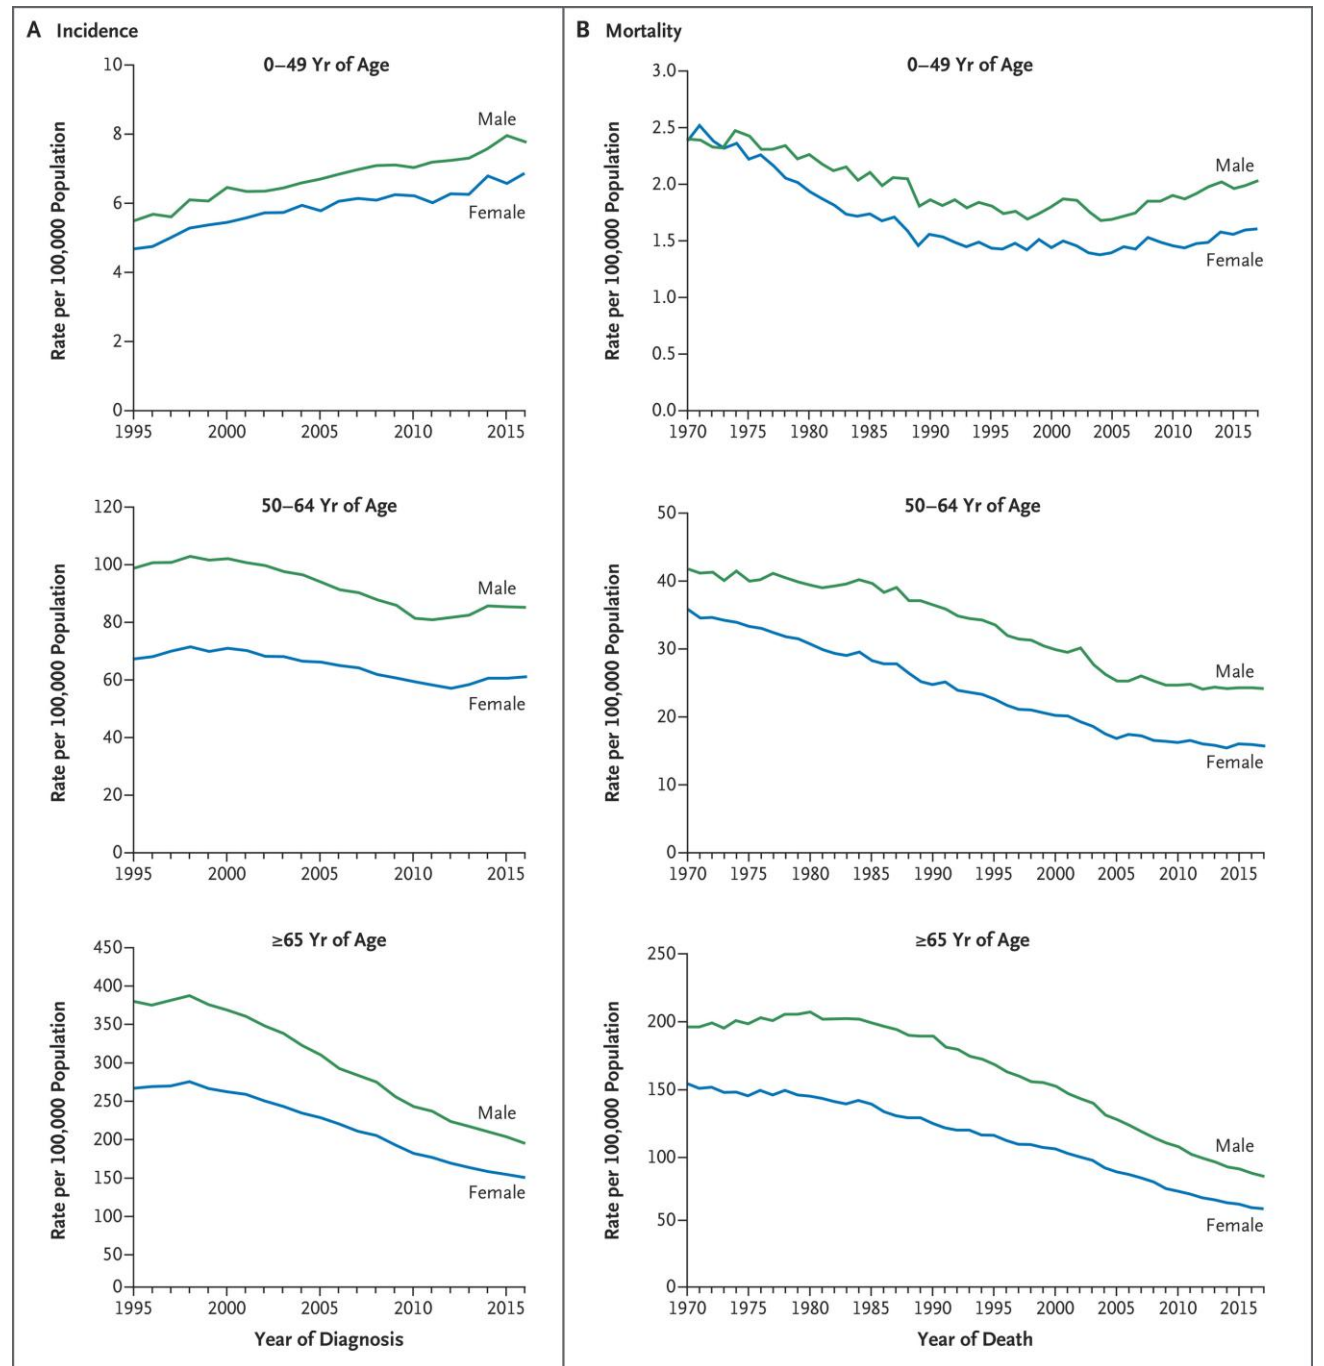 A Incidence
0–49 Yr of Age
Rate per 100,000 Population
10
8
6
4
2
0
Male
Female
1995 2000 2005 2010 2015
50–64 Yr of Age
Rate per 100,000 Population
120
100
80
60
40
20
0
Male
Female
1995 2000 2005 2010 2015
≥65 Yr of Age
Rate per 100,000 Population
450
400
350
300
250
200
150
100
50
0
Male
Female
1995 2000 2005 2010 2015
Year of Diagnosis
B Mortality
0–49 Yr of Age
Rate per 100,000 Population
3.0
2.5
2.0
1.5
1.0
0.5
0.0
Male
Female
1970 1975 1980 1985 1990 1995 2000 2005 2010 2015
50–64 Yr of Age
Rate per 100,000 Population
50
40
30
20
10
0
Male
Female
1970 1975 1980 1985 1990 1995 2000 2005 2010 2015
≥65 Yr of Age
Rate per 100,000 Population
250
200
150
100
50
0
Male
Female
1970 1975 1980 1985 1990 1995 2000 2005 2010 2015
Year of Death